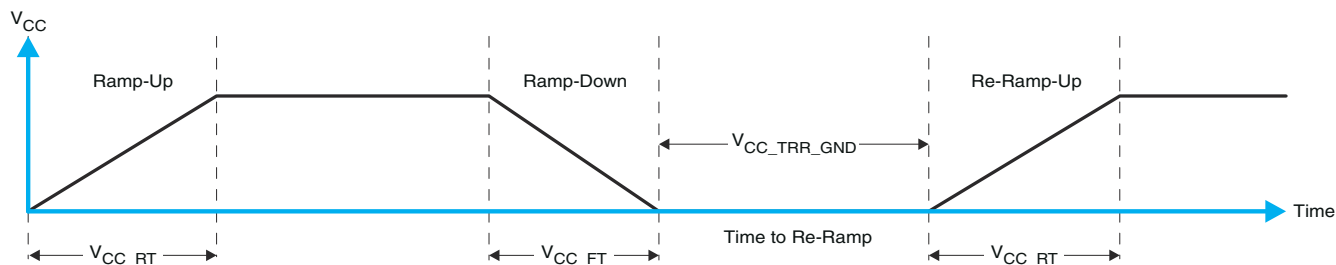 V_CC
Ramp-Up
Ramp-Down
Re-Ramp-Up
V_CC_TRR_GND
Time
Time to Re-Ramp
V_CC_RT
V_CC_FT
V_CC_RT